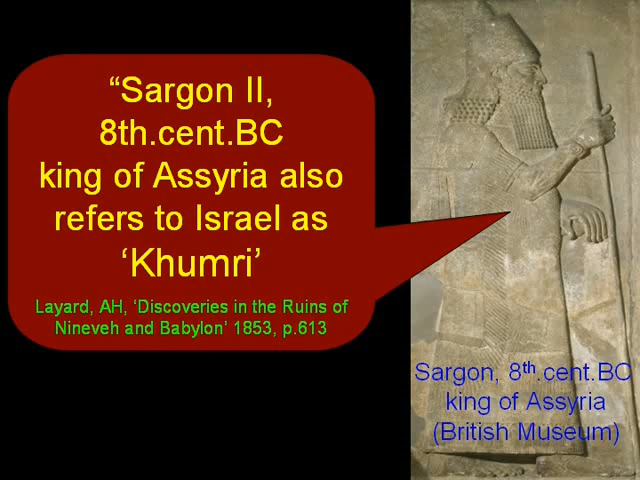 “Sargon II,
8th.cent.BC
king of Assyria also
refers to Israel as
‘Khumri’
Layard, AH, ‘Discoveries in the Ruins of
Nineveh and Babylon’ 1853, p.613
Sargon, 8th.cent.BC
king of Assyria
(British Museum)